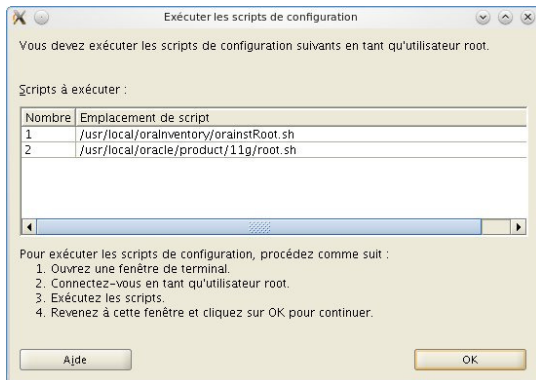 Exécuter les scripts de configuration
Vous devez exécuter les scripts de configuration suivants en tant qu'utilisateur root.
Scripts à exécuter :
Nombre Emplacement de script
1 /usr/local/oraInventory/orainstRoot.sh
2 /usr/local/oracle/product/11g/root.sh
Pour exécuter les scripts de configuration, procédez comme suit :
1. Ouvrez une fenêtre de terminal.
2. Connectez-vous en tant qu'utilisateur root.
3. Exécutez les scripts.
4. Revenez à cette fenêtre et cliquez sur OK pour continuer.
Aide OK